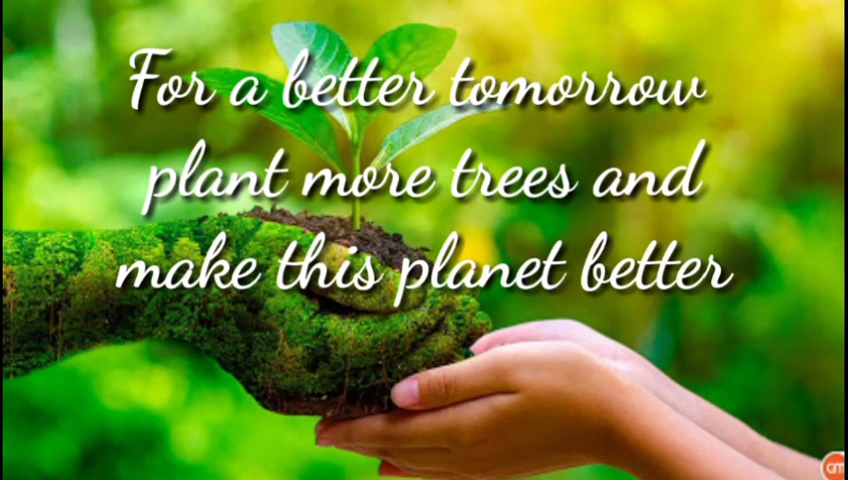 For a better tomorrow
plant more trees and
make this planet better